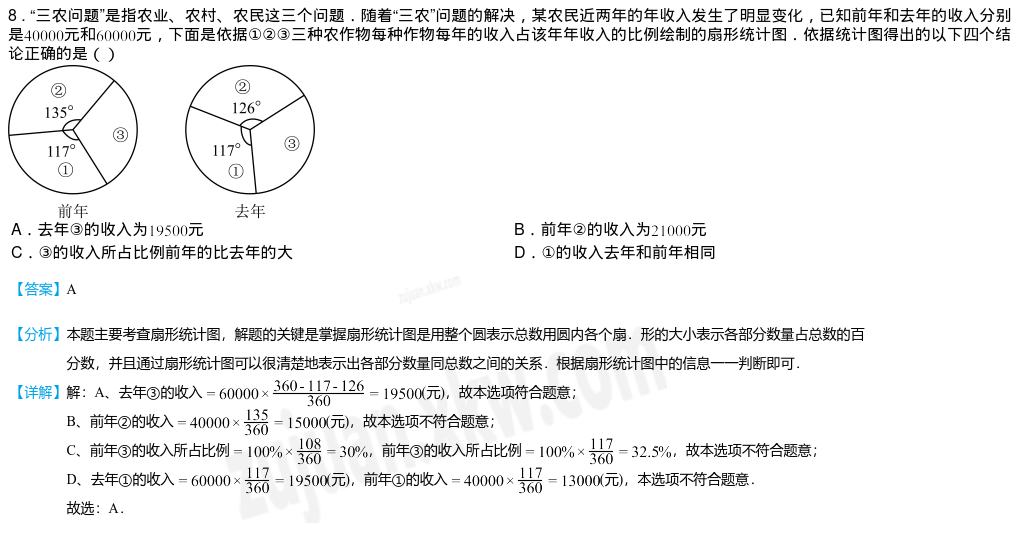 8．“三农问题”是指农业、农村、农民这三个问题．随着“三农”问题的解决，某农民近两年的年收入发生了明显变化，已知前年和去年的收入分别
是40000元和60000元，下面是依据①②③三种农作物每种作物每年的收入占该年年收入的比例绘制的扇形统计图．依据统计图得出的以下四个结
论正确的是（ ）
②
135°
③
117°
①
前年
②
126°
③
117°
①
去年
A．去年③的收入为19500元
B．前年②的收入为21000元
C．③的收入所占比例前年的比去年的大
D．①的收入去年和前年相同
【答案】A
【分析】本题主要考查扇形统计图，解题的关键是掌握扇形统计图是用整个圆表示总数用圆内各个扇．形的大小表示各部分数量占总数的百
分数，并且通过扇形统计图可以很清楚地表示出各部分数量同总数之间的关系．根据扇形统计图中的信息一一判断即可．
【详解】解：A、去年③的收入 = 60000 × (360 - 117 - 126)/360 = 19500(元)，故本选项符合题意；
B、前年②的收入 = 40000 × 135/360 = 15000(元)，故本选项不符合题意；
C、前年③的收入所占比例 = 100% × 108/360 = 30%，前年③的收入所占比例 = 100% × 117/360 = 32.5%，故本选项不符合题意；
D、去年①的收入 = 60000 × 117/360 = 19500(元)，前年①的收入 = 40000 × 117/360 = 13000(元)，本选项不符合题意．
故选：A．
zujuan.xkw.com
zujuan.xkw.com